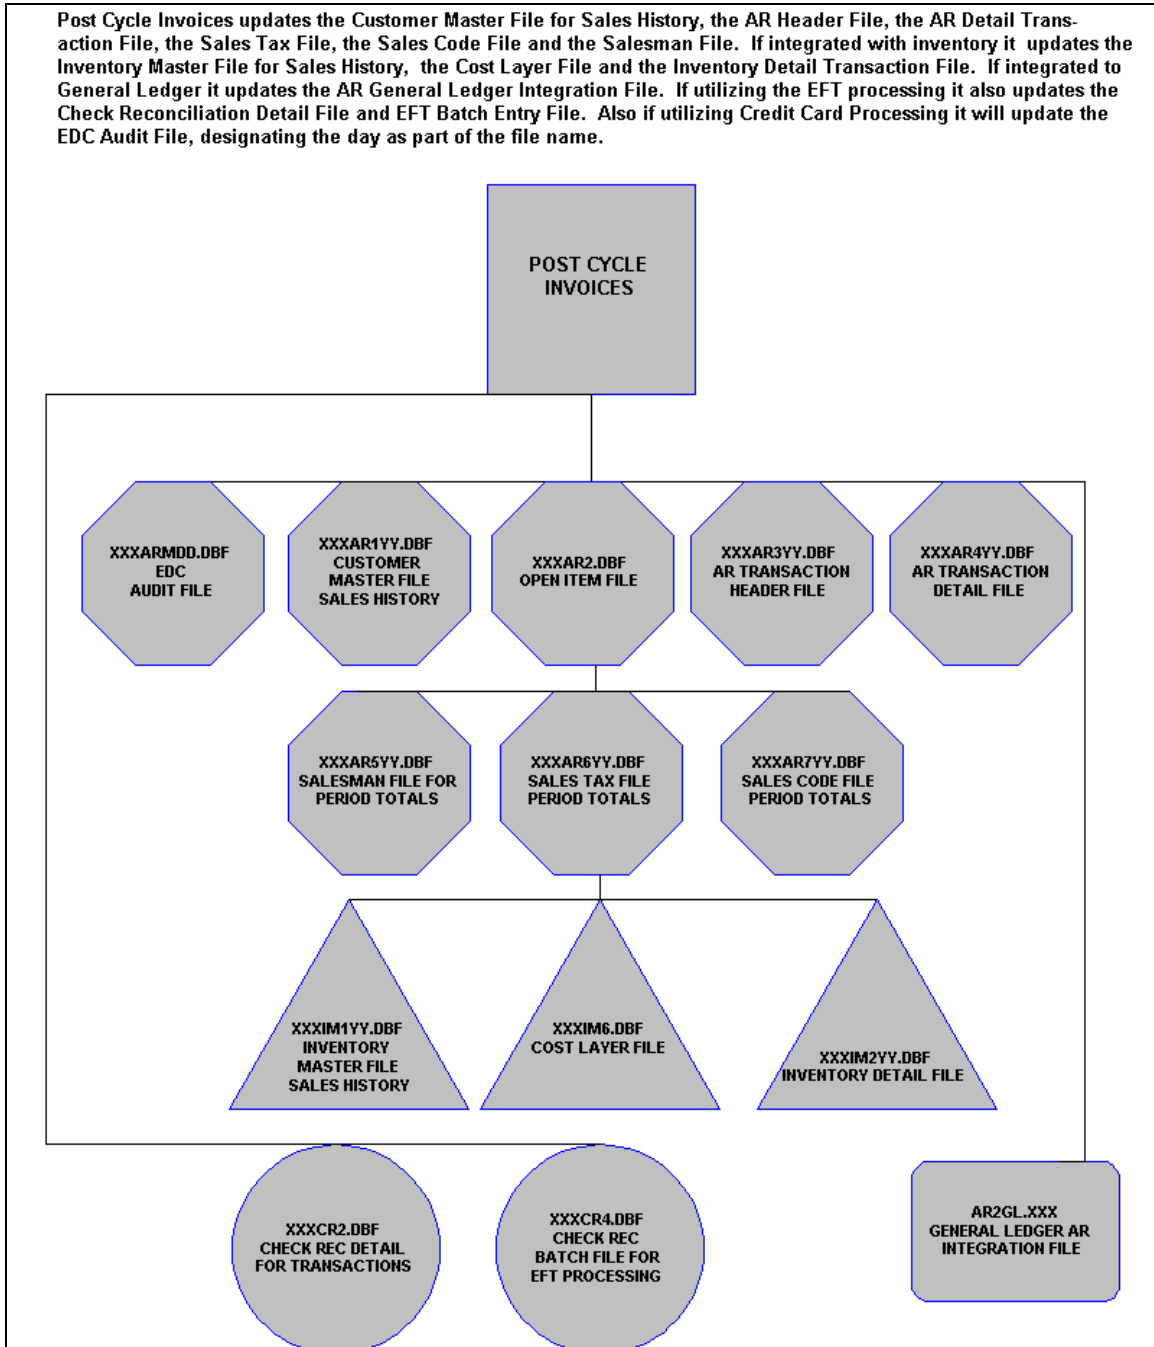 Post Cycle Invoices updates the Customer Master File for Sales History, the AR Header File, the AR Detail Trans-
action File, the Sales Tax File, the Sales Code File and the Salesman File.  If integrated with inventory it  updates the
Inventory Master File for Sales History,  the Cost Layer File and the Inventory Detail Transaction File.  If integrated to
General Ledger it updates the AR General Ledger Integration File.  If utilizing the EFT processing it also updates the
Check Reconciliation Detail File and EFT Batch Entry File.  Also if utilizing Credit Card Processing it will update the
EDC Audit File, designating the day as part of the file name.
POST CYCLE
INVOICES
XXXARMDD.DBF
EDC
AUDIT FILE
XXXAR1YY.DBF
CUSTOMER
MASTER FILE
SALES HISTORY
XXXAR2.DBF
OPEN ITEM FILE
XXXAR3YY.DBF
AR TRANSACTION
HEADER FILE
XXXAR4YY.DBF
AR TRANSACTION
DETAIL FILE
XXXAR5YY.DBF
SALESMAN FILE FOR
PERIOD TOTALS
XXXAR6YY.DBF
SALES TAX FILE
PERIOD TOTALS
XXXAR7YY.DBF
SALES CODE FILE
PERIOD TOTALS
XXXIM1YY.DBF
INVENTORY
MASTER FILE
SALES HISTORY
XXXIM6.DBF
COST LAYER FILE
XXXIM2YY.DBF
INVENTORY DETAIL FILE
XXXCR2.DBF
CHECK REC DETAIL
FOR TRANSACTIONS
XXXCR4.DBF
CHECK REC
BATCH FILE FOR
EFT PROCESSING
AR2GL.XXX
GENERAL LEDGER AR
INTEGRATION FILE